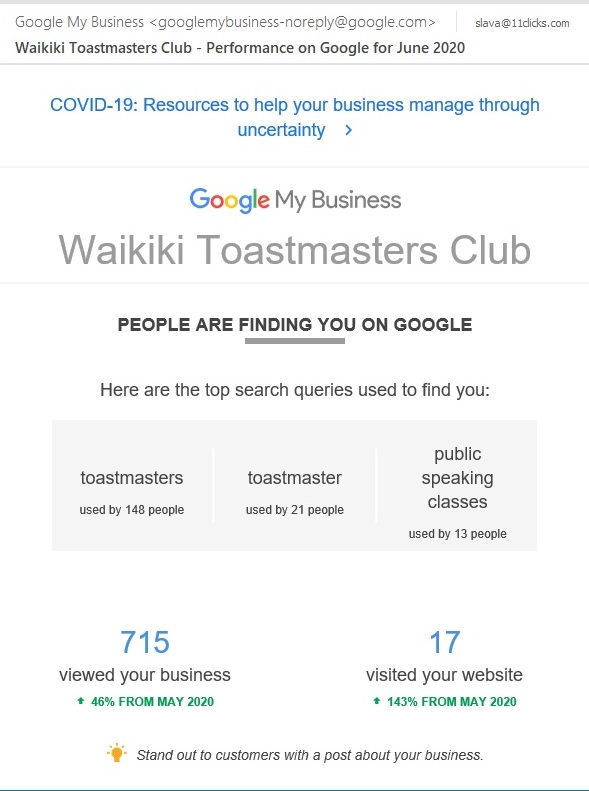 Google My Business <googlemybusiness-noreply@google.com>
slava@11clicks.com
Waikiki Toastmasters Club - Performance on Google for June 2020
COVID-19: Resources to help your business manage through
uncertainty >
Google My Business
Waikiki Toastmasters Club
PEOPLE ARE FINDING YOU ON GOOGLE
Here are the top search queries used to find you:
toastmasters
used by 148 people
toastmaster
used by 21 people
public
speaking
classes
used by 13 people
715
viewed your business
46% FROM MAY 2020
17
visited your website
143% FROM MAY 2020
Stand out to customers with a post about your business.